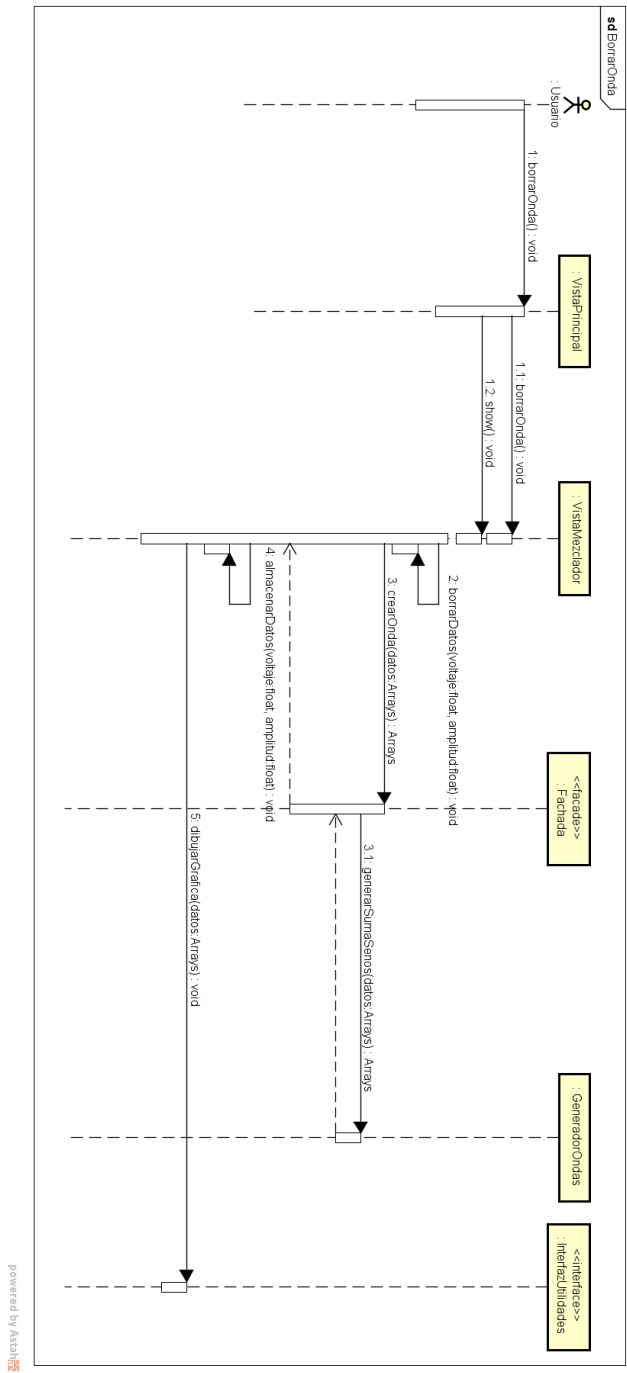 sd BorrarOnda
: Usuario
: VistaPrincipal
: VistaMezclador
<<facade>>
: Fachada
: GeneradorOndas
<<interface>>
: InterfazUtilidades
1: borrarOnda() : void
1.1: borrarOnda() : void
1.2: show() : void
2: borrarDatos(voltaje:float, amplitud:float) : void
3: crearOnda(datos:Arrays) : Arrays
3.1: generarSumaSenos(datos:Arrays) : Arrays
4: almacenarDatos(voltaje:float, amplitud:float) : void
5: dibujarGrafica(datos:Arrays) : void
powered by Astah